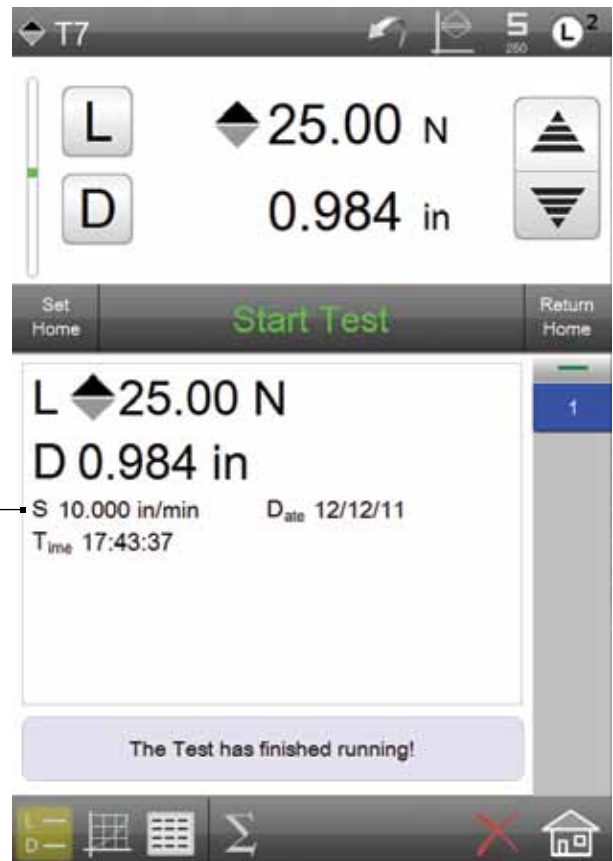 T7
S
250
L 2
L 25.00 N
D 0.984 in
Set Home
Start Test
Return Home
L 25.00 N
1
D 0.984 in
S 10.000 in/min Date 12/12/11
Time 17:43:37
The Test has finished running!
L
D
Σ